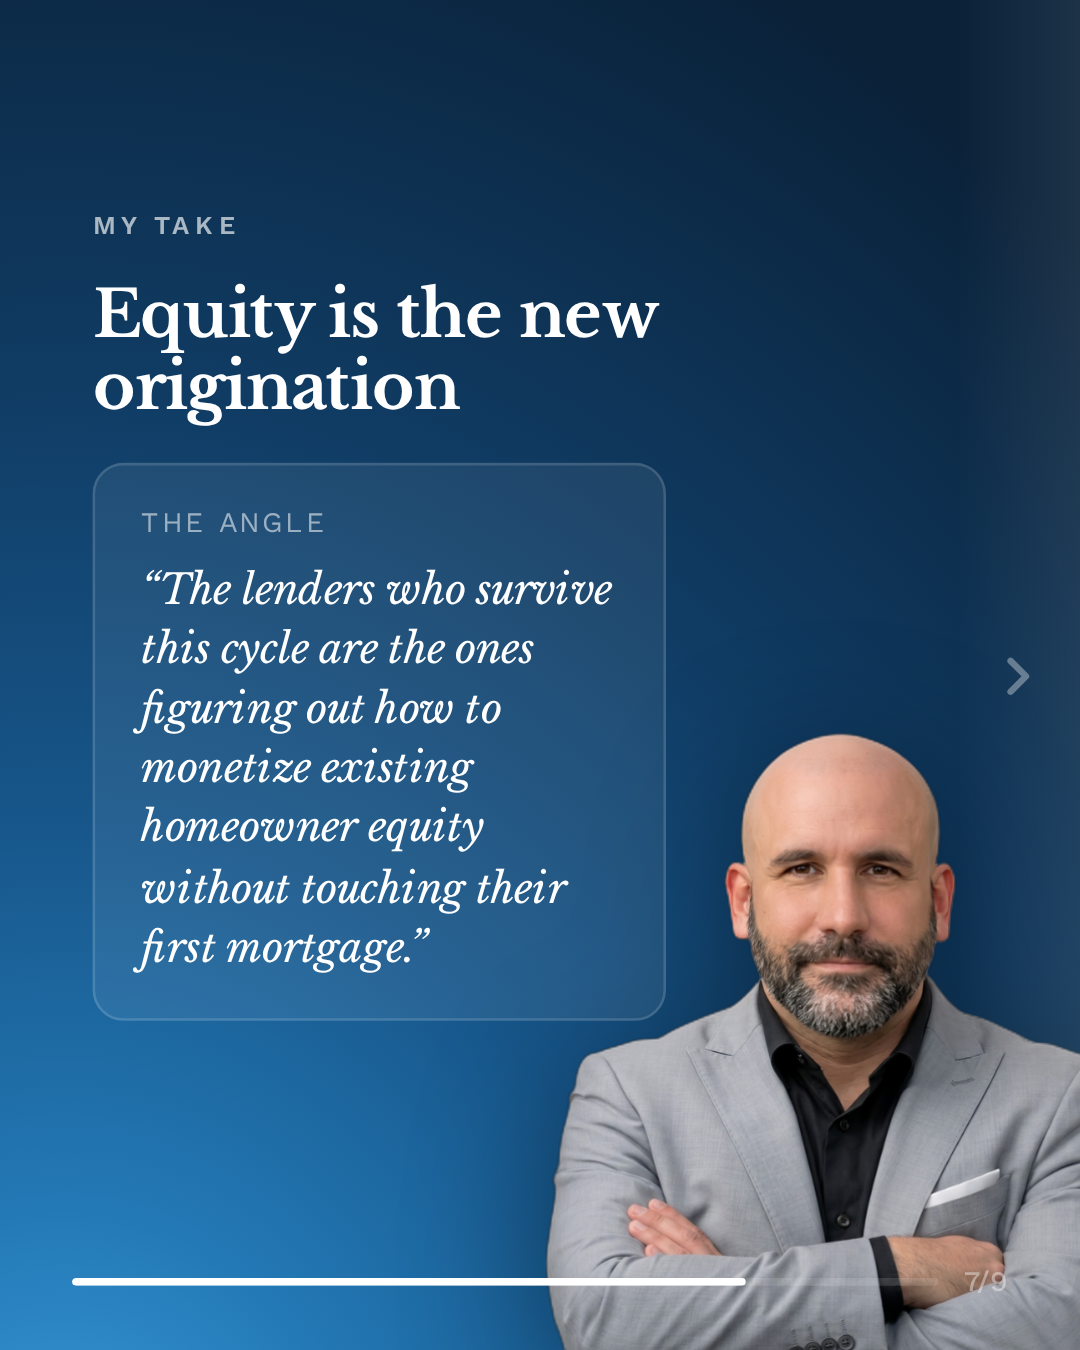 MY TAKE
Equity is the new
origination
THE ANGLE
“The lenders who survive
this cycle are the ones
figuring out how to
monetize existing
homeowner equity
without touching their
first mortgage.”
7/9